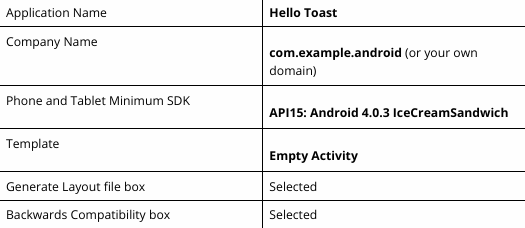 Application Name
Hello Toast
Company Name
com.example.android (or your own
domain)
Phone and Tablet Minimum SDK
API15: Android 4.0.3 IceCreamSandwich
Template
Empty Activity
Generate Layout file box
Selected
Backwards Compatibility box
Selected